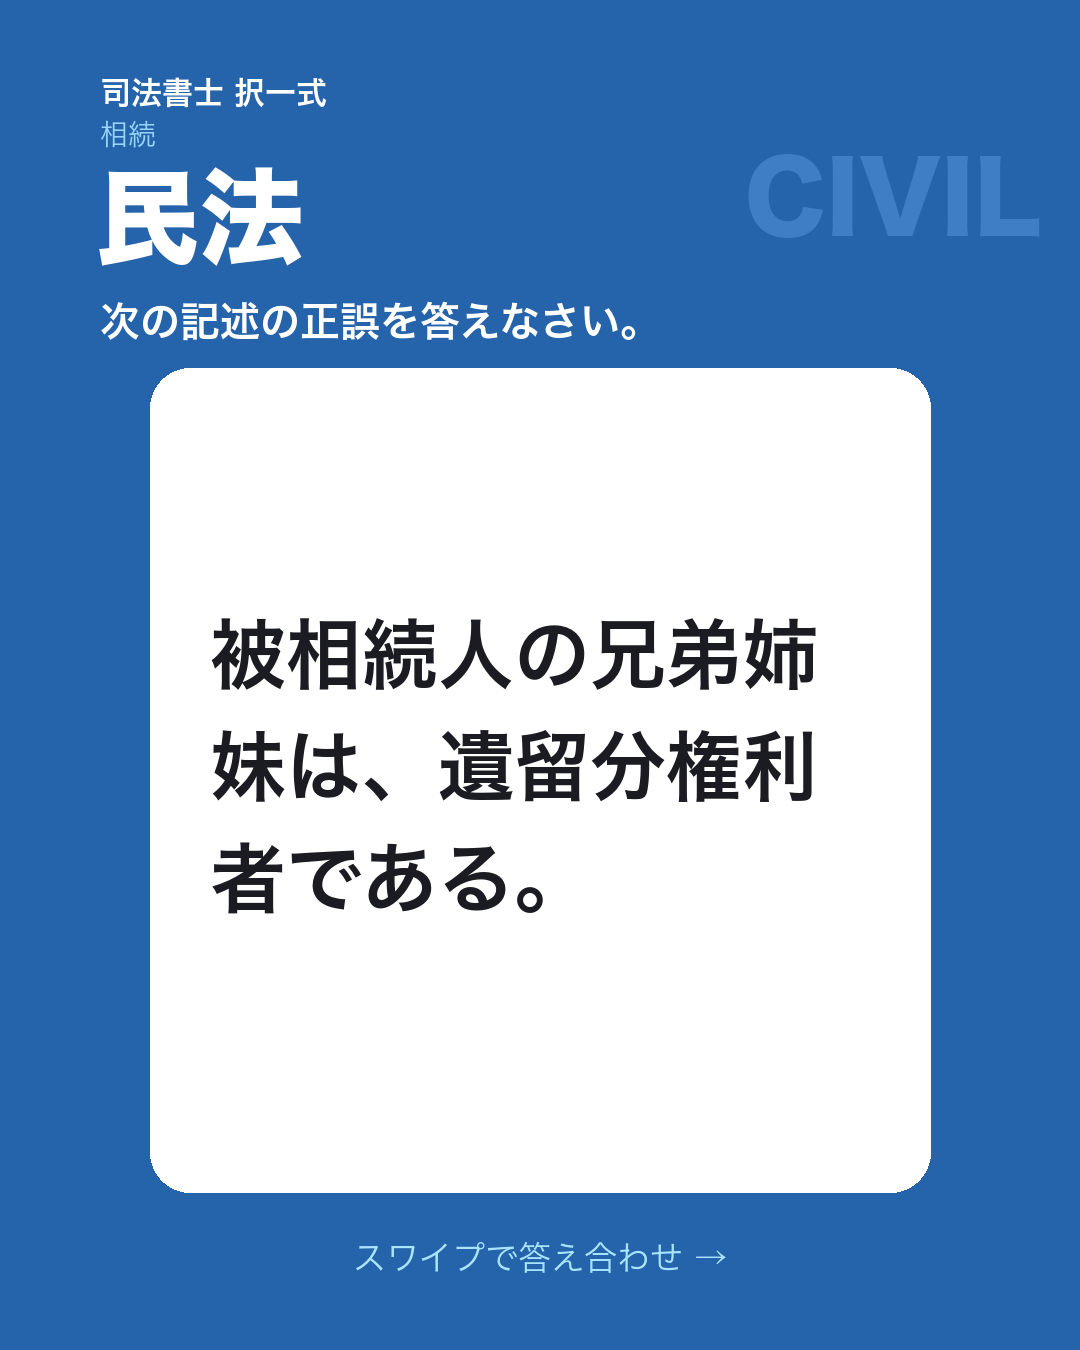 司法書士 択一式
相続
民法
CIVIL
次の記述の正誤を答えなさい。
被相続人の兄弟姉
妹は、遺留分権利
者である。
スワイプで答え合わせ →